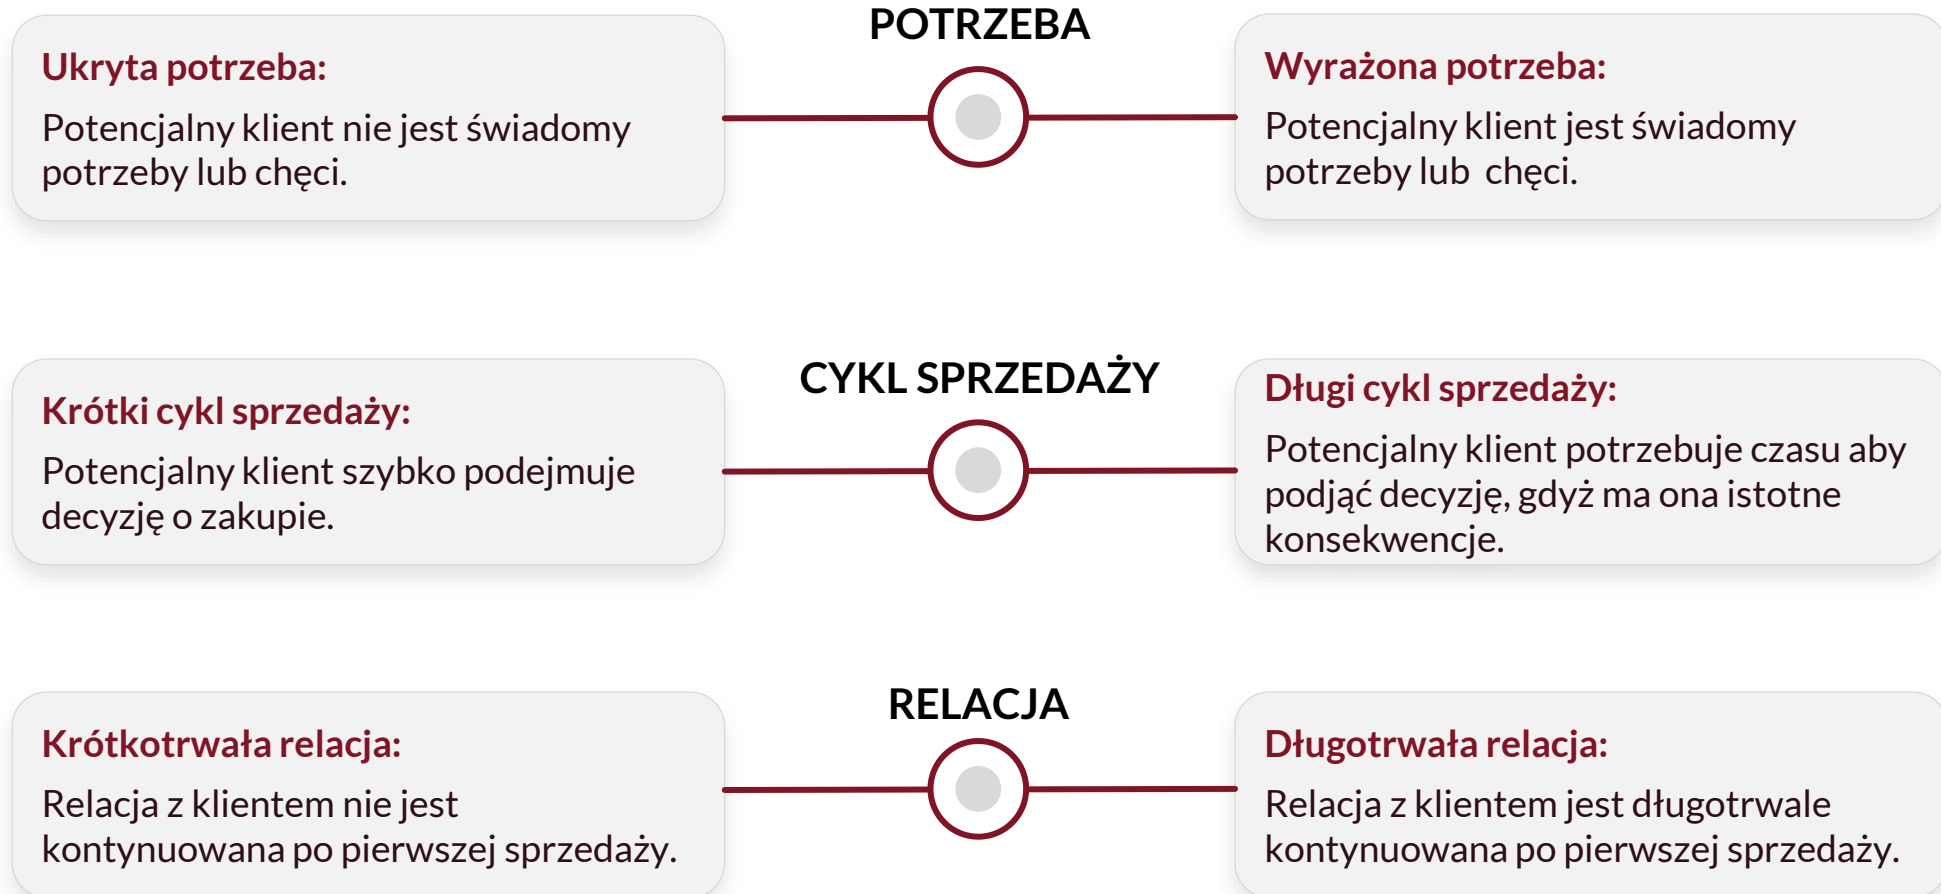 POTRZEBA
Ukryta potrzeba:
Potencjalny klient nie jest świadomy
potrzeby lub chęci.
Wyrażona potrzeba:
Potencjalny klient jest świadomy
potrzeby lub  chęci.
CYKL SPRZEDAŻY
Krótki cykl sprzedaży:
Potencjalny klient szybko podejmuje
decyzję o zakupie.
Długi cykl sprzedaży:
Potencjalny klient potrzebuje czasu aby
podjąć decyzję, gdyż ma ona istotne
konsekwencje.
RELACJA
Krótkotrwała relacja:
Relacja z klientem nie jest
kontynuowana po pierwszej sprzedaży.
Długotrwała relacja:
Relacja z klientem jest długotrwale
kontynuowana po pierwszej sprzedaży.